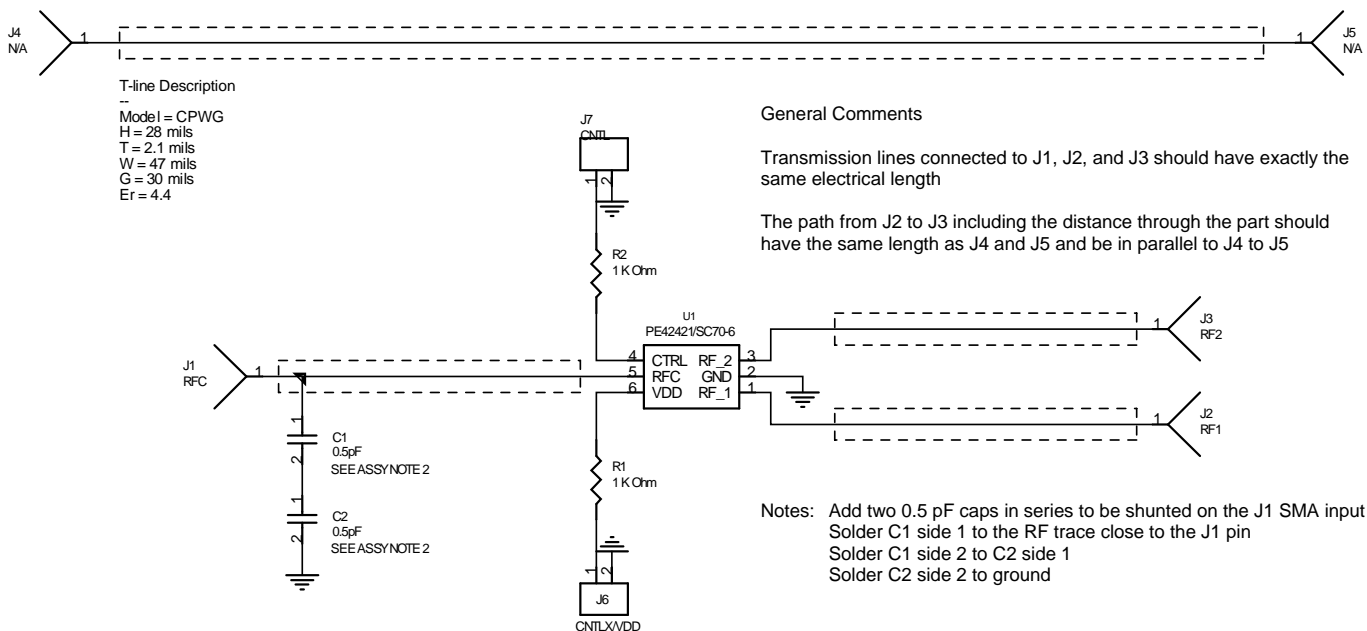 J4
N/A
1
1
J5
N/A
T-line Description
--
Model = CPWG
H = 28 mils
T = 2.1 mils
W = 47 mils
G = 30 mils
Er = 4.4
J7
CNTL
1
2
General Comments
Transmission lines connected to J1, J2, and J3 should have exactly the
same electrical length
The path from J2 to J3 including the distance through the part should
have the same length as J4 and J5 and be in parallel to J4 to J5
R2
1 K Ohm
U1
PE42421/SC70-6
J1
RFC
1
4
5
6
CTRL RF_2
RFC GND
VDD RF_1
3
2
1
1
J3
RF2
1
J2
RF1
1
C1
0.5pF
2
SEE ASSY NOTE 2
1
C2
0.5pF
2
SEE ASSY NOTE 2
R1
1 K Ohm
1
2
J6
CNTLX/VDD
Notes: Add two 0.5 pF caps in series to be shunted on the J1 SMA input
Solder C1 side 1 to the RF trace close to the J1 pin
Solder C1 side 2 to C2 side 1
Solder C2 side 2 to ground